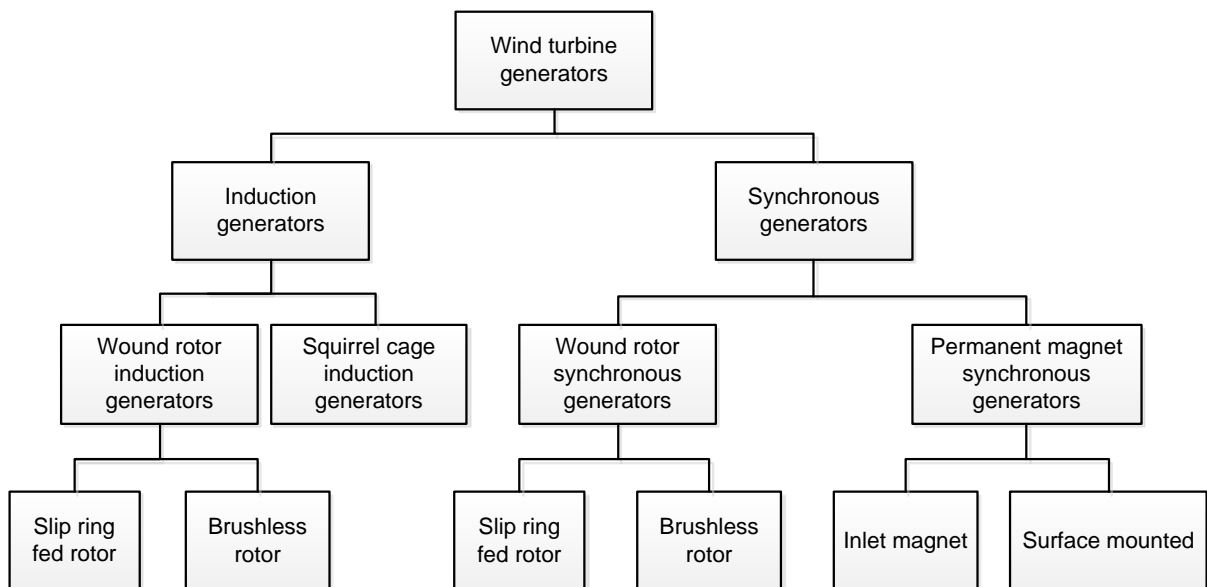 Wind turbine
generators
Induction
generators
Synchronous
generators
Wound rotor
induction
generators
Squirrel cage
induction
generators
Wound rotor
synchronous
generators
Permanent magnet
synchronous
generators
Slip ring
fed rotor
Brushless
rotor
Slip ring
fed rotor
Brushless
rotor
Inlet magnet
Surface mounted